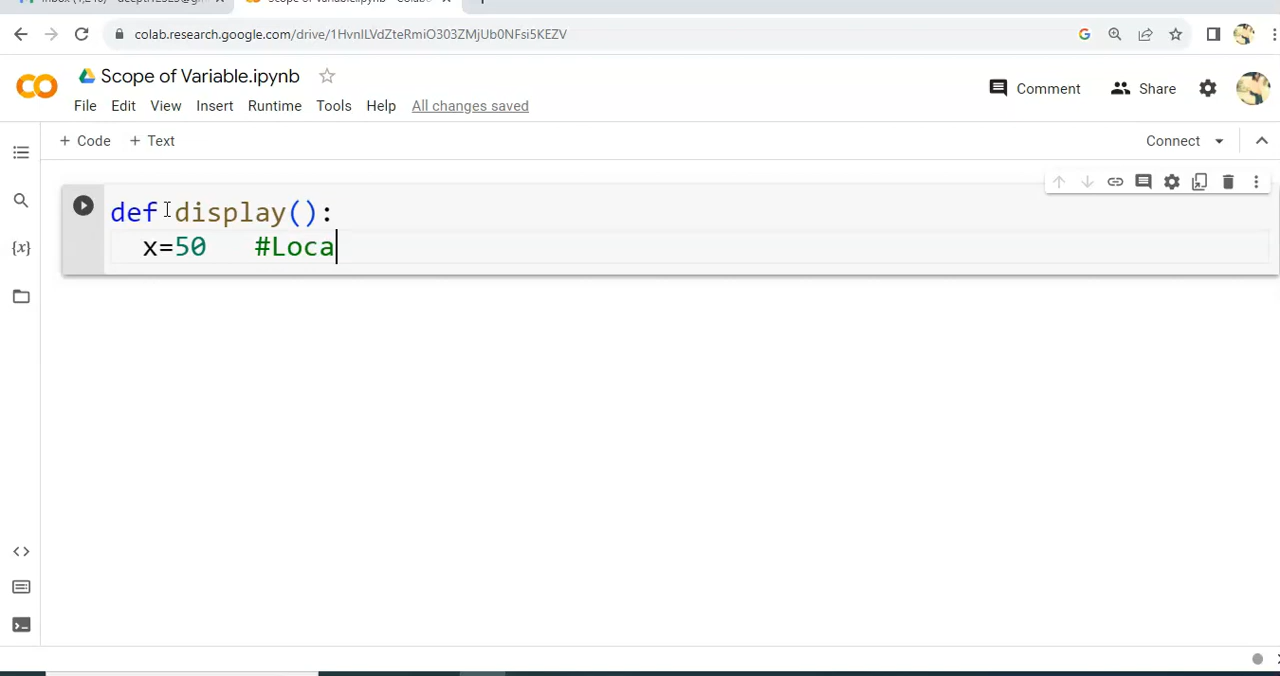 colab.research.google.com/drive/1HvnILVdZteRmiO303ZMjUb0NFsi5KEZV
Scope of Variable.ipynb
Comment
Share
File Edit View Insert Runtime Tools Help All changes saved
+ Code + Text
Connect
def display():
x=50 #Loca
{x}